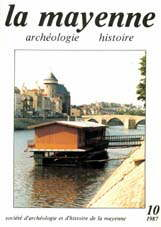 la mayenne
archéologie histoire
10
1987
société d'archéologie et d'histoire de la mayenne